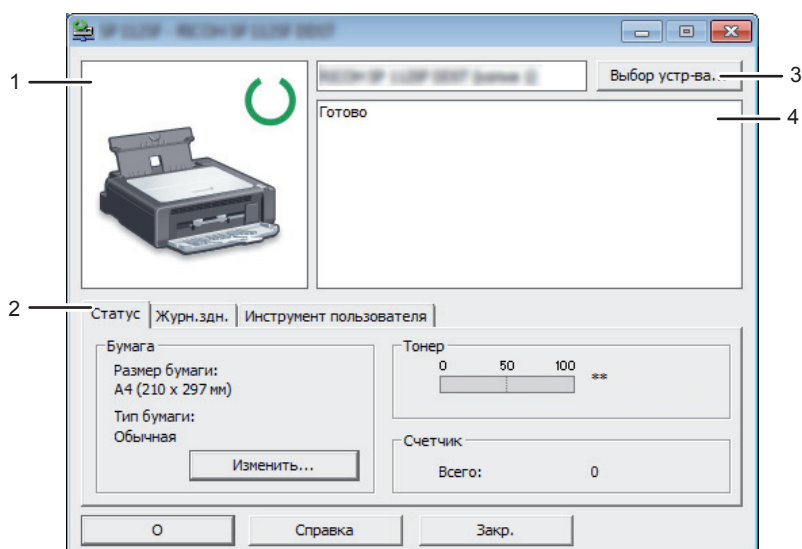 1
Выбор устр-ва...
3
Готово
4
2
Статус
Журн.здн.
Инструмент пользователя
Бумага
Размер бумаги:
A4 (210 x 297 мм)
Тип бумаги:
Обычная
Изменить...
Тонер
0 50 100
**
Счетчик
Всего: 0
О
Справка
Закр.